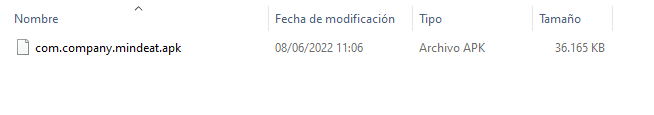 Nombre Fecha de modificación Tipo Tamaño
com.company.mindeat.apk 08/06/2022 11:06 Archivo APK 36.165 KB